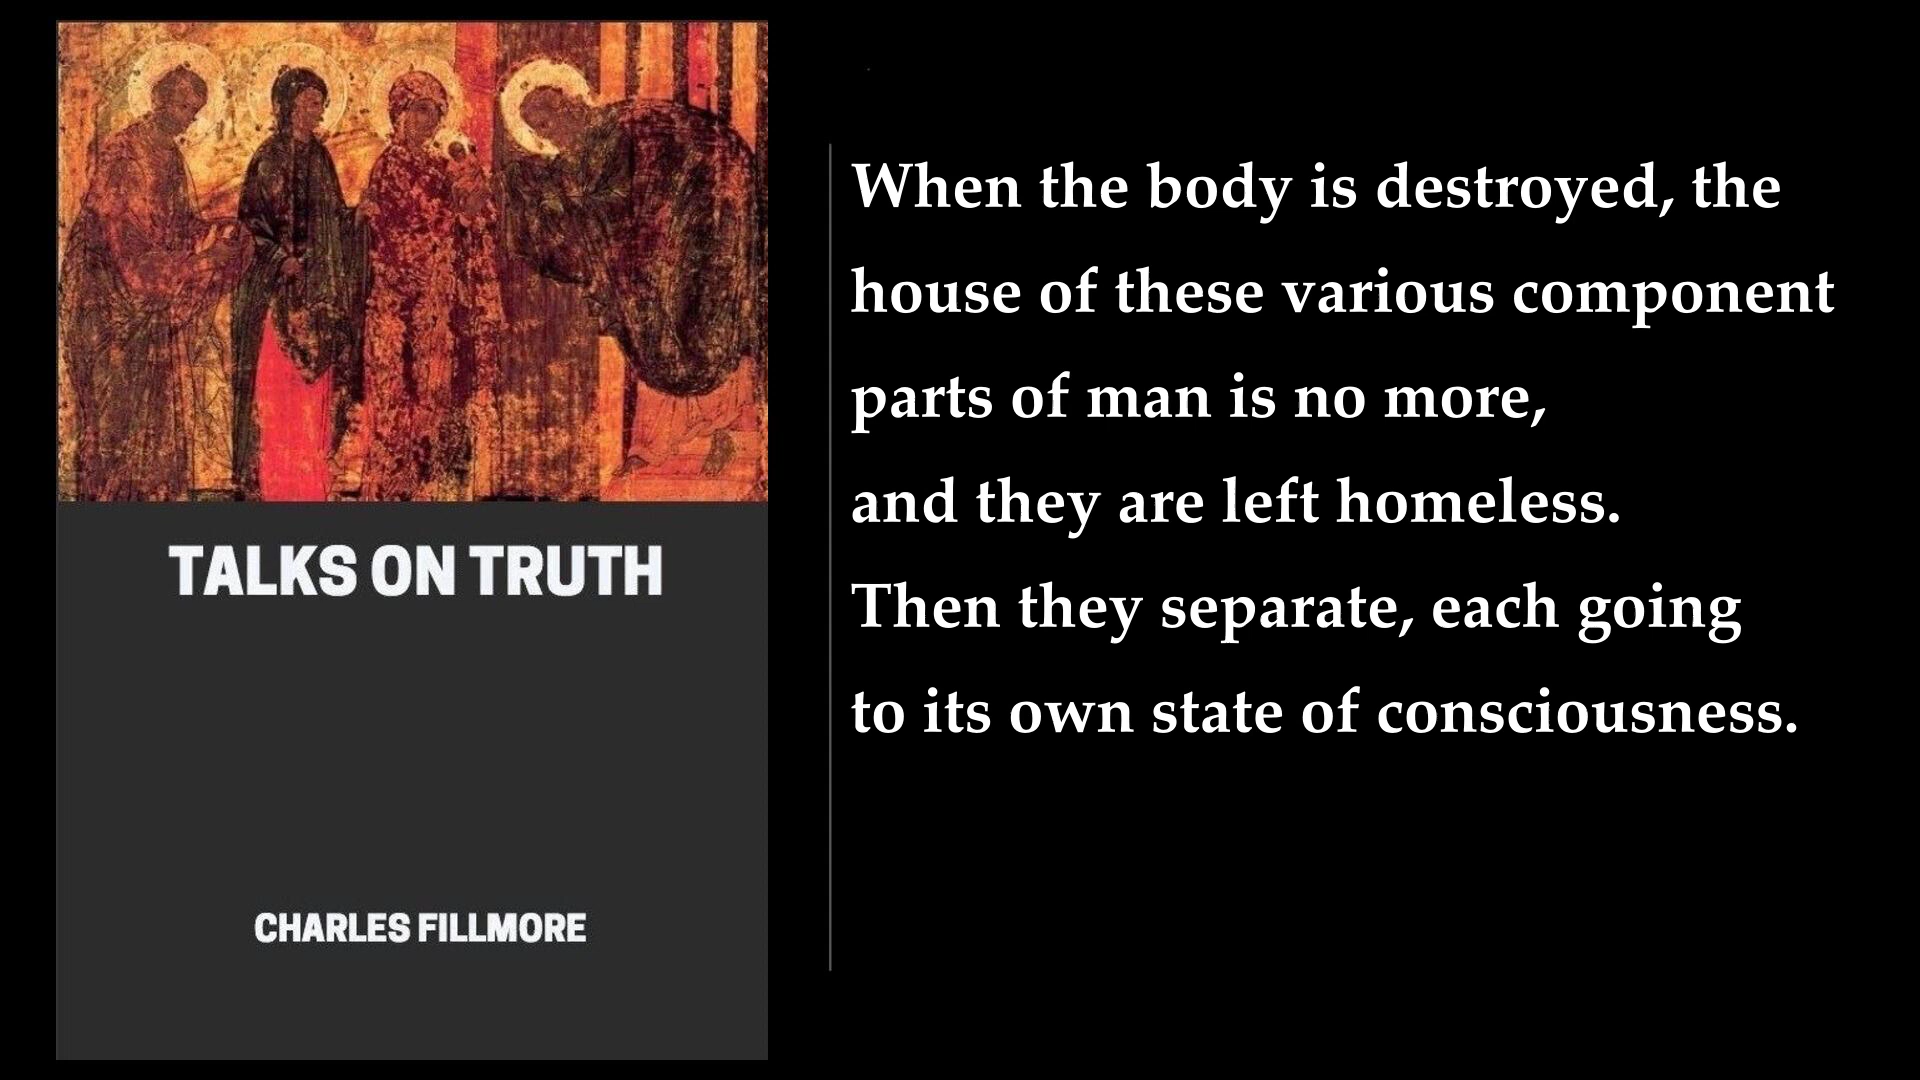 TALKS ON TRUTH
CHARLES FILLMORE
When the body is destroyed, the
house of these various component
parts of man is no more,
and they are left homeless.
Then they separate, each going
to its own state of consciousness.